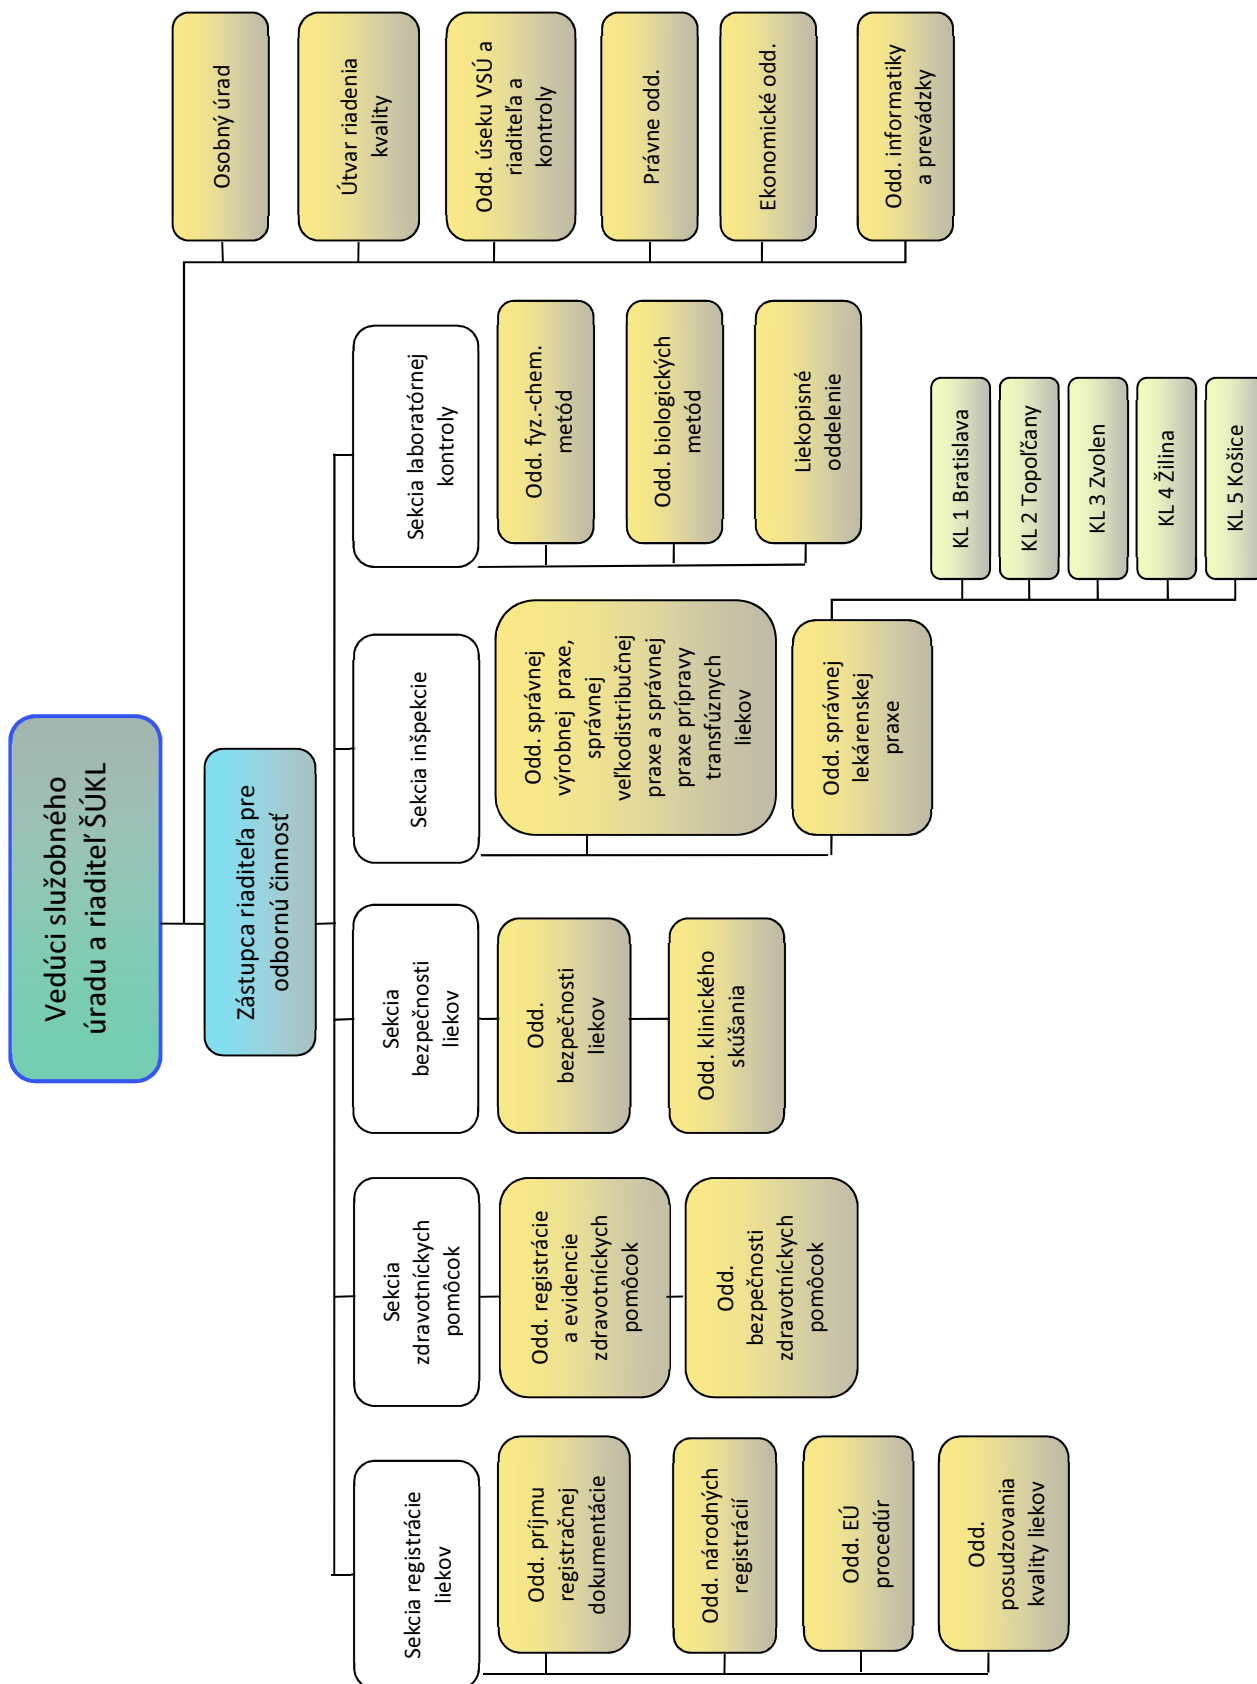 Vedúci služobného
úradu a riaditeľ ŠÚKL
Zástupca riaditeľa pre
odbornú činnosť
Osobný úrad
Útvar riadenia
kvality
Odd. úseku VSÚ a
riaditeľa a
kontroly
Právne odd.
Ekonomické odd.
Odd. informatiky
a prevádzky
Sekcia registrácie
liekov
Odd. príjmu
registračnej
dokumentácie
Odd. národných
registrácií
Odd. EÚ
procedúr
Odd.
posudzovania
kvality liekov
Sekcia
zdravotníckych
pomôcok
Odd. registrácie
a evidencie
zdravotníckych
pomôcok
Odd.
bezpečnosti
zdravotníckych
pomôcok
Sekcia
bezpečnosti
liekov
Odd.
bezpečnosti
liekov
Odd. klinického
skúšania
Sekcia inšpekcie
Odd. správnej
výrobnej praxe,
správnej
veľkodistribučnej
praxe a správnej
praxe prípravy
transfúznych
liekov
Odd. správnej
lekárenskej
praxe
KL 1 Bratislava
KL 2 Topoľčany
KL 3 Zvolen
KL 4 Žilina
KL 5 Košice
Sekcia laboratórnej
kontroly
Odd. fyz.-chem.
metód
Odd. biologických
metód
Liekopisné
oddelenie